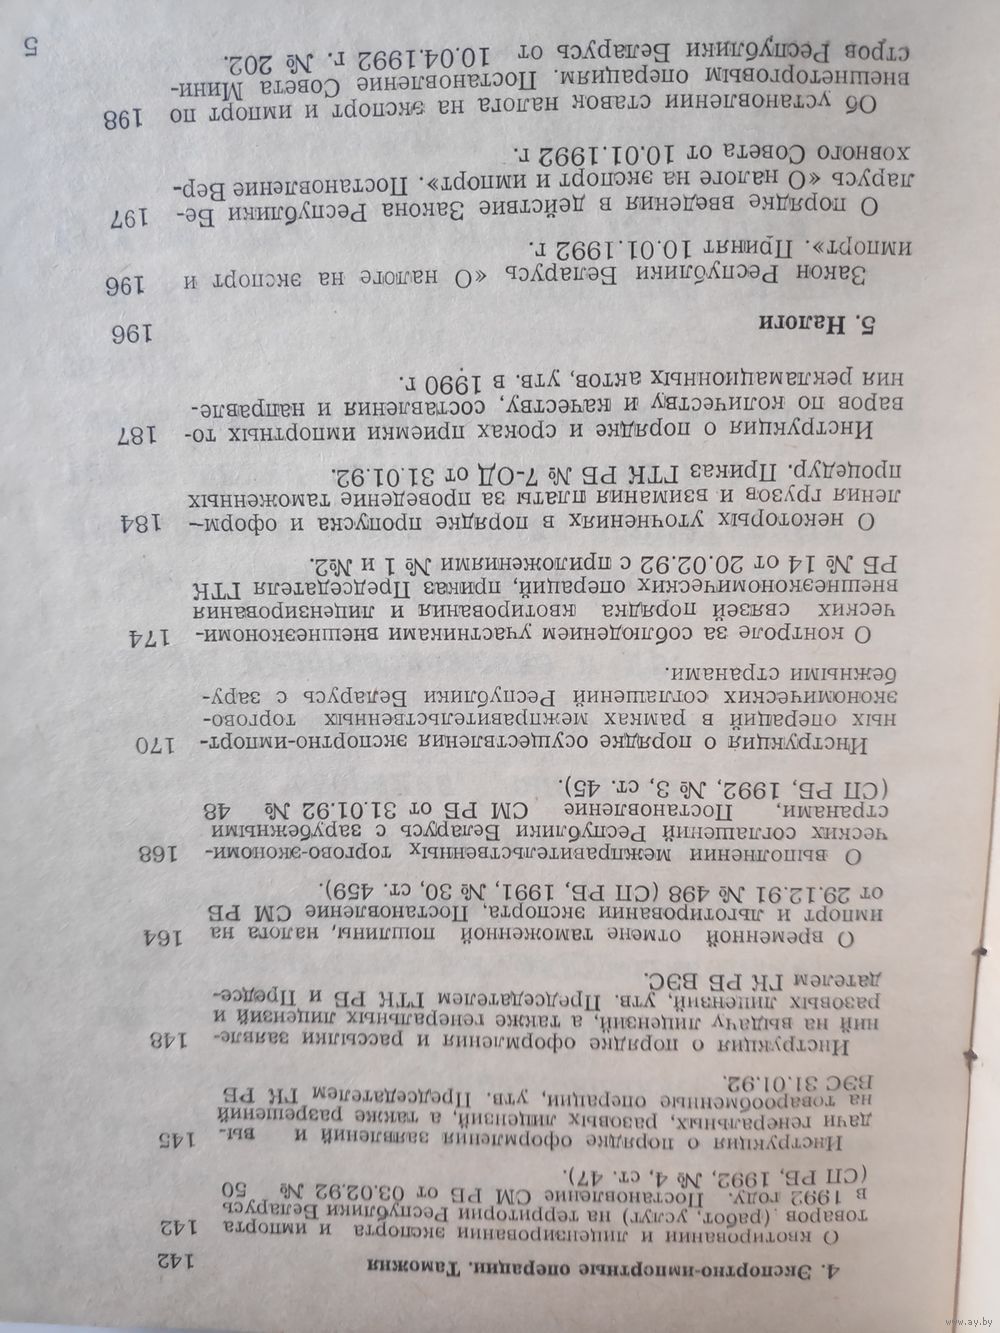 4. Экспортно-импортные операции. Таможня 142
О квотировании и лицензировании экспорта и импорта 142
товаров (работ, услуг) на территории Республики Беларусь
в 1992 году. Постановление СМ РБ от 03.02.92 № 50
(СП РБ, 1992, № 4, ст. 47).
Инструкция о порядке оформления заявлений и вы- 145
дачи генеральных, разовых лицензий, а также разрешений
на товарообменные операции, утв. Председателем ГК РБ
ВЭС 31.01.92.
Инструкция о порядке оформления и рассылки заявле- 148
ний на выдачу лицензий, а также генеральных лицензий и
разовых лицензий, утв. Председателем ГТК РБ и Предсе-
дателем ГК РБ ВЭС.
О временной отмене таможенной пошлины, налога на 164
импорт и льготировании экспорта, Постановление СМ РБ
от 29.12.91 № 498 (СП РБ, 1991, № 30, ст. 459).
О выполнении межправительственных торгово-экономи- 168
ческих соглашений Республики Беларусь с зарубежными
странами, Постановление СМ РБ от 31.01.92 № 48
(СП РБ, 1992, № 3, ст. 45).
Инструкция о порядке осуществления экспортно-импорт- 170
ных операций в рамках межправительственных торгово-
экономических соглашений Республики Беларусь с зару-
бежными странами.
О контроле за соблюдением участниками внешнеэкономи- 174
ческих связей порядка квотирования и лицензирования
внешнеэкономических операций, приказ Председателя ГТК
РБ № 14 от 20.02.92 с приложениями № 1 и №2.
О некоторых уточнениях в порядке пропуска и оформ- 184
ления грузов и взимания платы за проведение таможенных
процедур. Приказ ГТК РБ № 7-ОД от 31.01.92.
Инструкция о порядке и сроках приемки импортных то- 187
варов по количеству и качеству, составления и направле-
ния рекламационных актов, утв. в 1990 г.
5. Налоги 196
Закон Республики Беларусь «О налоге на экспорт и 196
импорт». Принят 10.01.1992 г.
О порядке введения в действие Закона Республики Бе- 197
ларусь «О налоге на экспорт и импорт». Постановление Вер-
ховного Совета от 10.01.1992 г.
Об установлении ставок налога на экспорт и импорт по 198
внешнеторговым операциям. Постановление Совета Мини-
стров Республики Беларусь от 10.04.1992 г. № 202.
5
www.ay.by